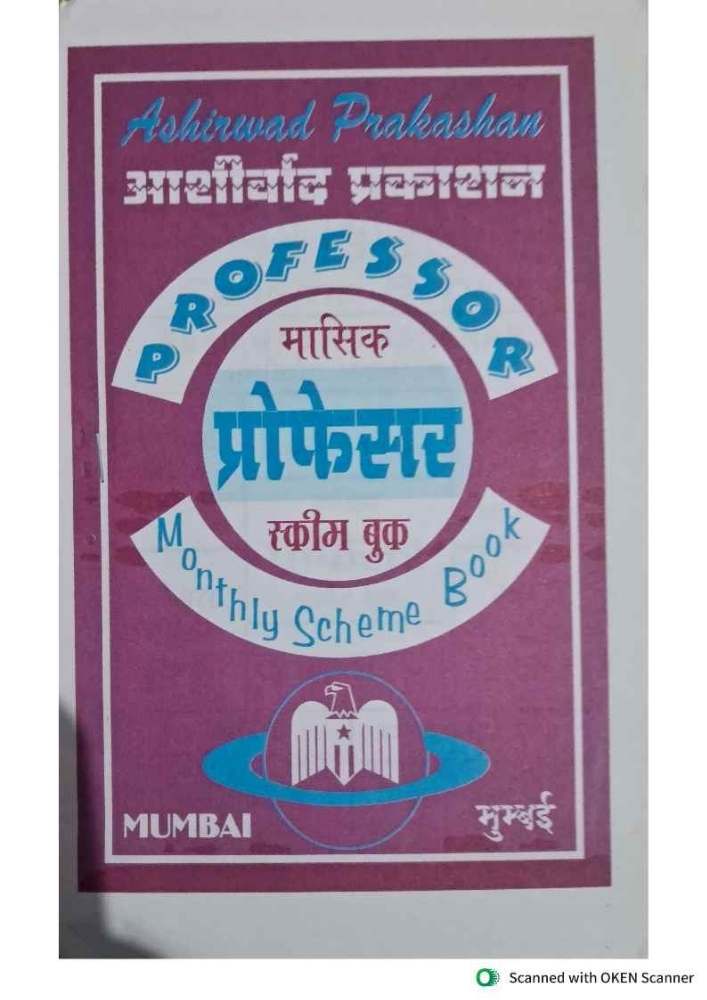 Ashirwad Prakashan
आशीर्वाद प्रकाशन
PROFESSOR
मासिक
प्रोफेसर
स्कीम बुक
Monthly Scheme Book
MUMBAI
मुम्बई
Scanned with OKEN Scanner